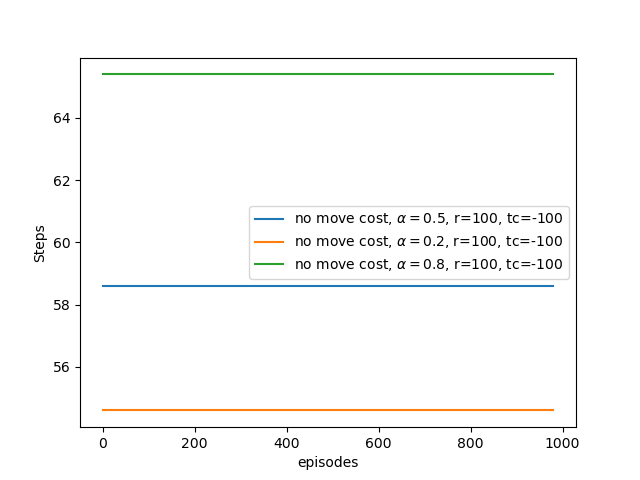 64
62
60
58
56
Steps
no move cost, α = 0.5, r=100, tc=-100
no move cost, α = 0.2, r=100, tc=-100
no move cost, α = 0.8, r=100, tc=-100
0 200 400 600 800 1000
episodes